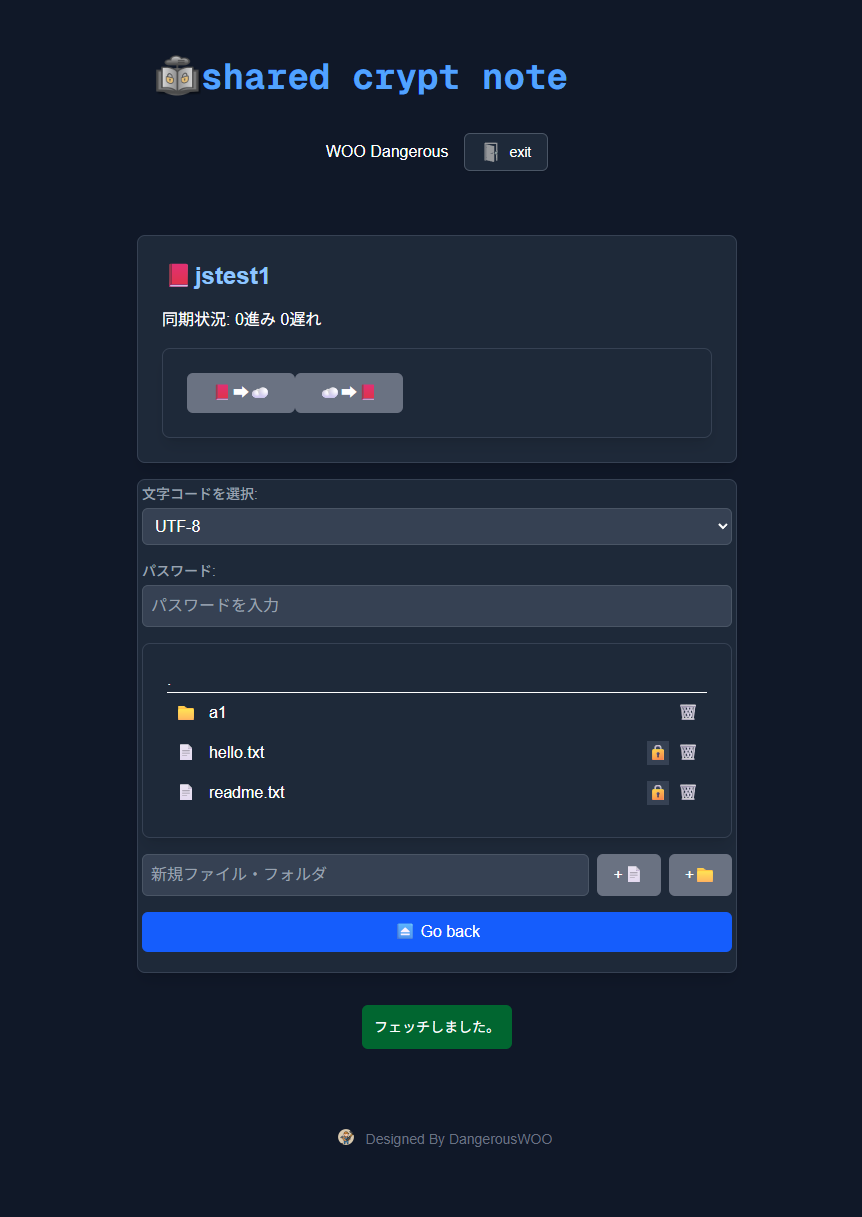 shared crypt note
WOO Dangerous
exit
jstest1
同期状況: 0進み 0遅れ
文字コードを選択:
UTF-8
パスワード:
パスワードを入力
.
a1
hello.txt
readme.txt
新規ファイル・フォルダ
+
+
Go back
フェッチしました。
Designed By DangerousWOO